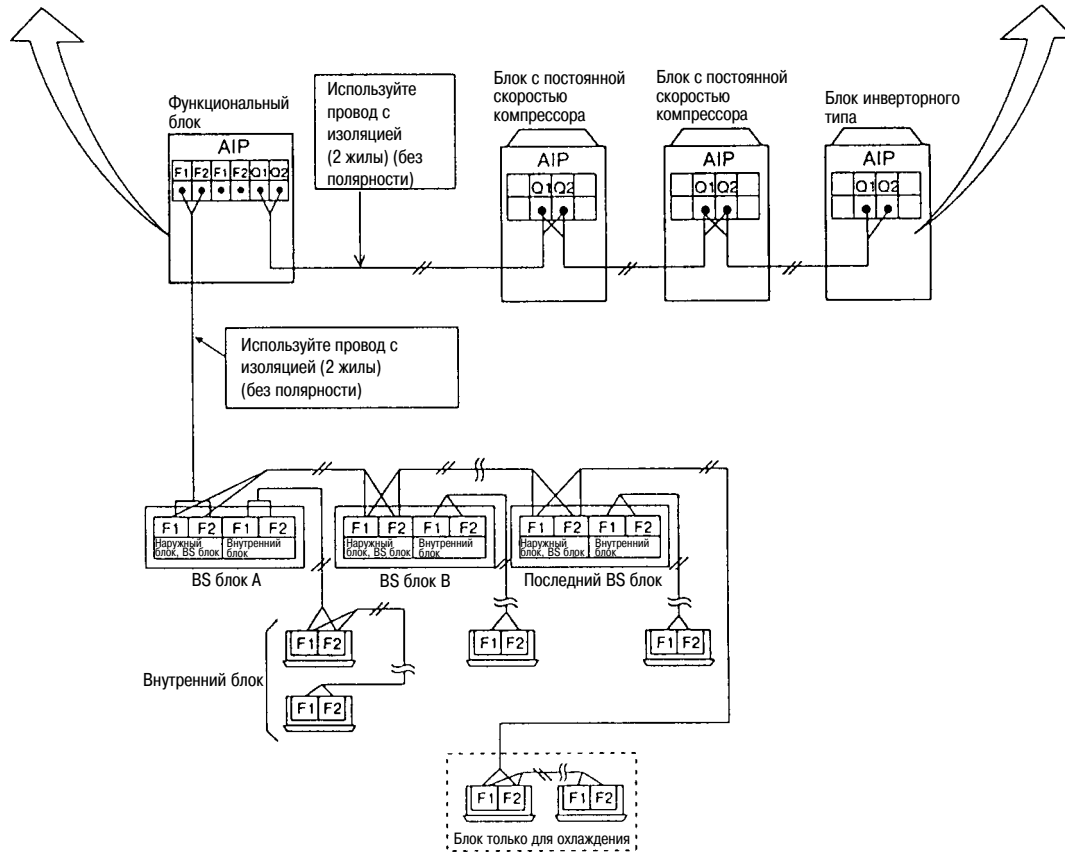 Функциональный
блок
AIP
F1 F2 F1 F2 Q1 Q2
Используйте
провод с
изоляцией
(2 жилы) (без
полярности)
Блок с постоянной
скоростью
компрессора
AIP
Q1 Q2
Блок с постоянной
скоростью
компрессора
AIP
Q1 Q2
Блок инверторного
типа
AIP
Q1 Q2
Используйте провод с
изоляцией (2 жилы)
(без полярности)
F1 F2 F1 F2
Наружный
блок, BS блок
Внутренний
блок
BS блок A
F1 F2 F1 F2
Наружный
блок, BS блок
Внутренний
блок
BS блок B
F1 F2 F1 F2
Наружный
блок, BS блок
Внутренний
блок
Последний BS блок
F1 F2
F1 F2
F1 F2
Внутренний блок
F1 F2
F1 F2
F1 F2
Блок только для охлаждения